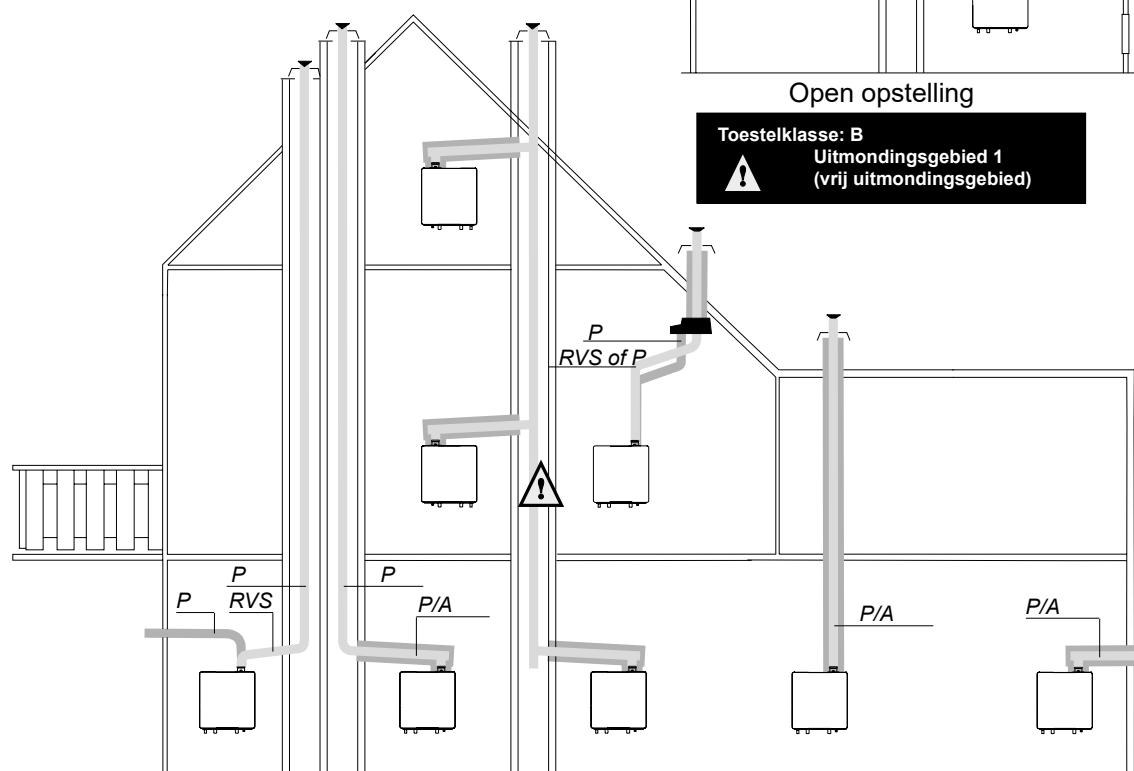 Open opstelling
Toestelklasse: B
Uitmondingsgebied 1
(vrij uitmondingsgebied)
P
RVS of P
P
P
P
RVS
P/A
P/A
P/A